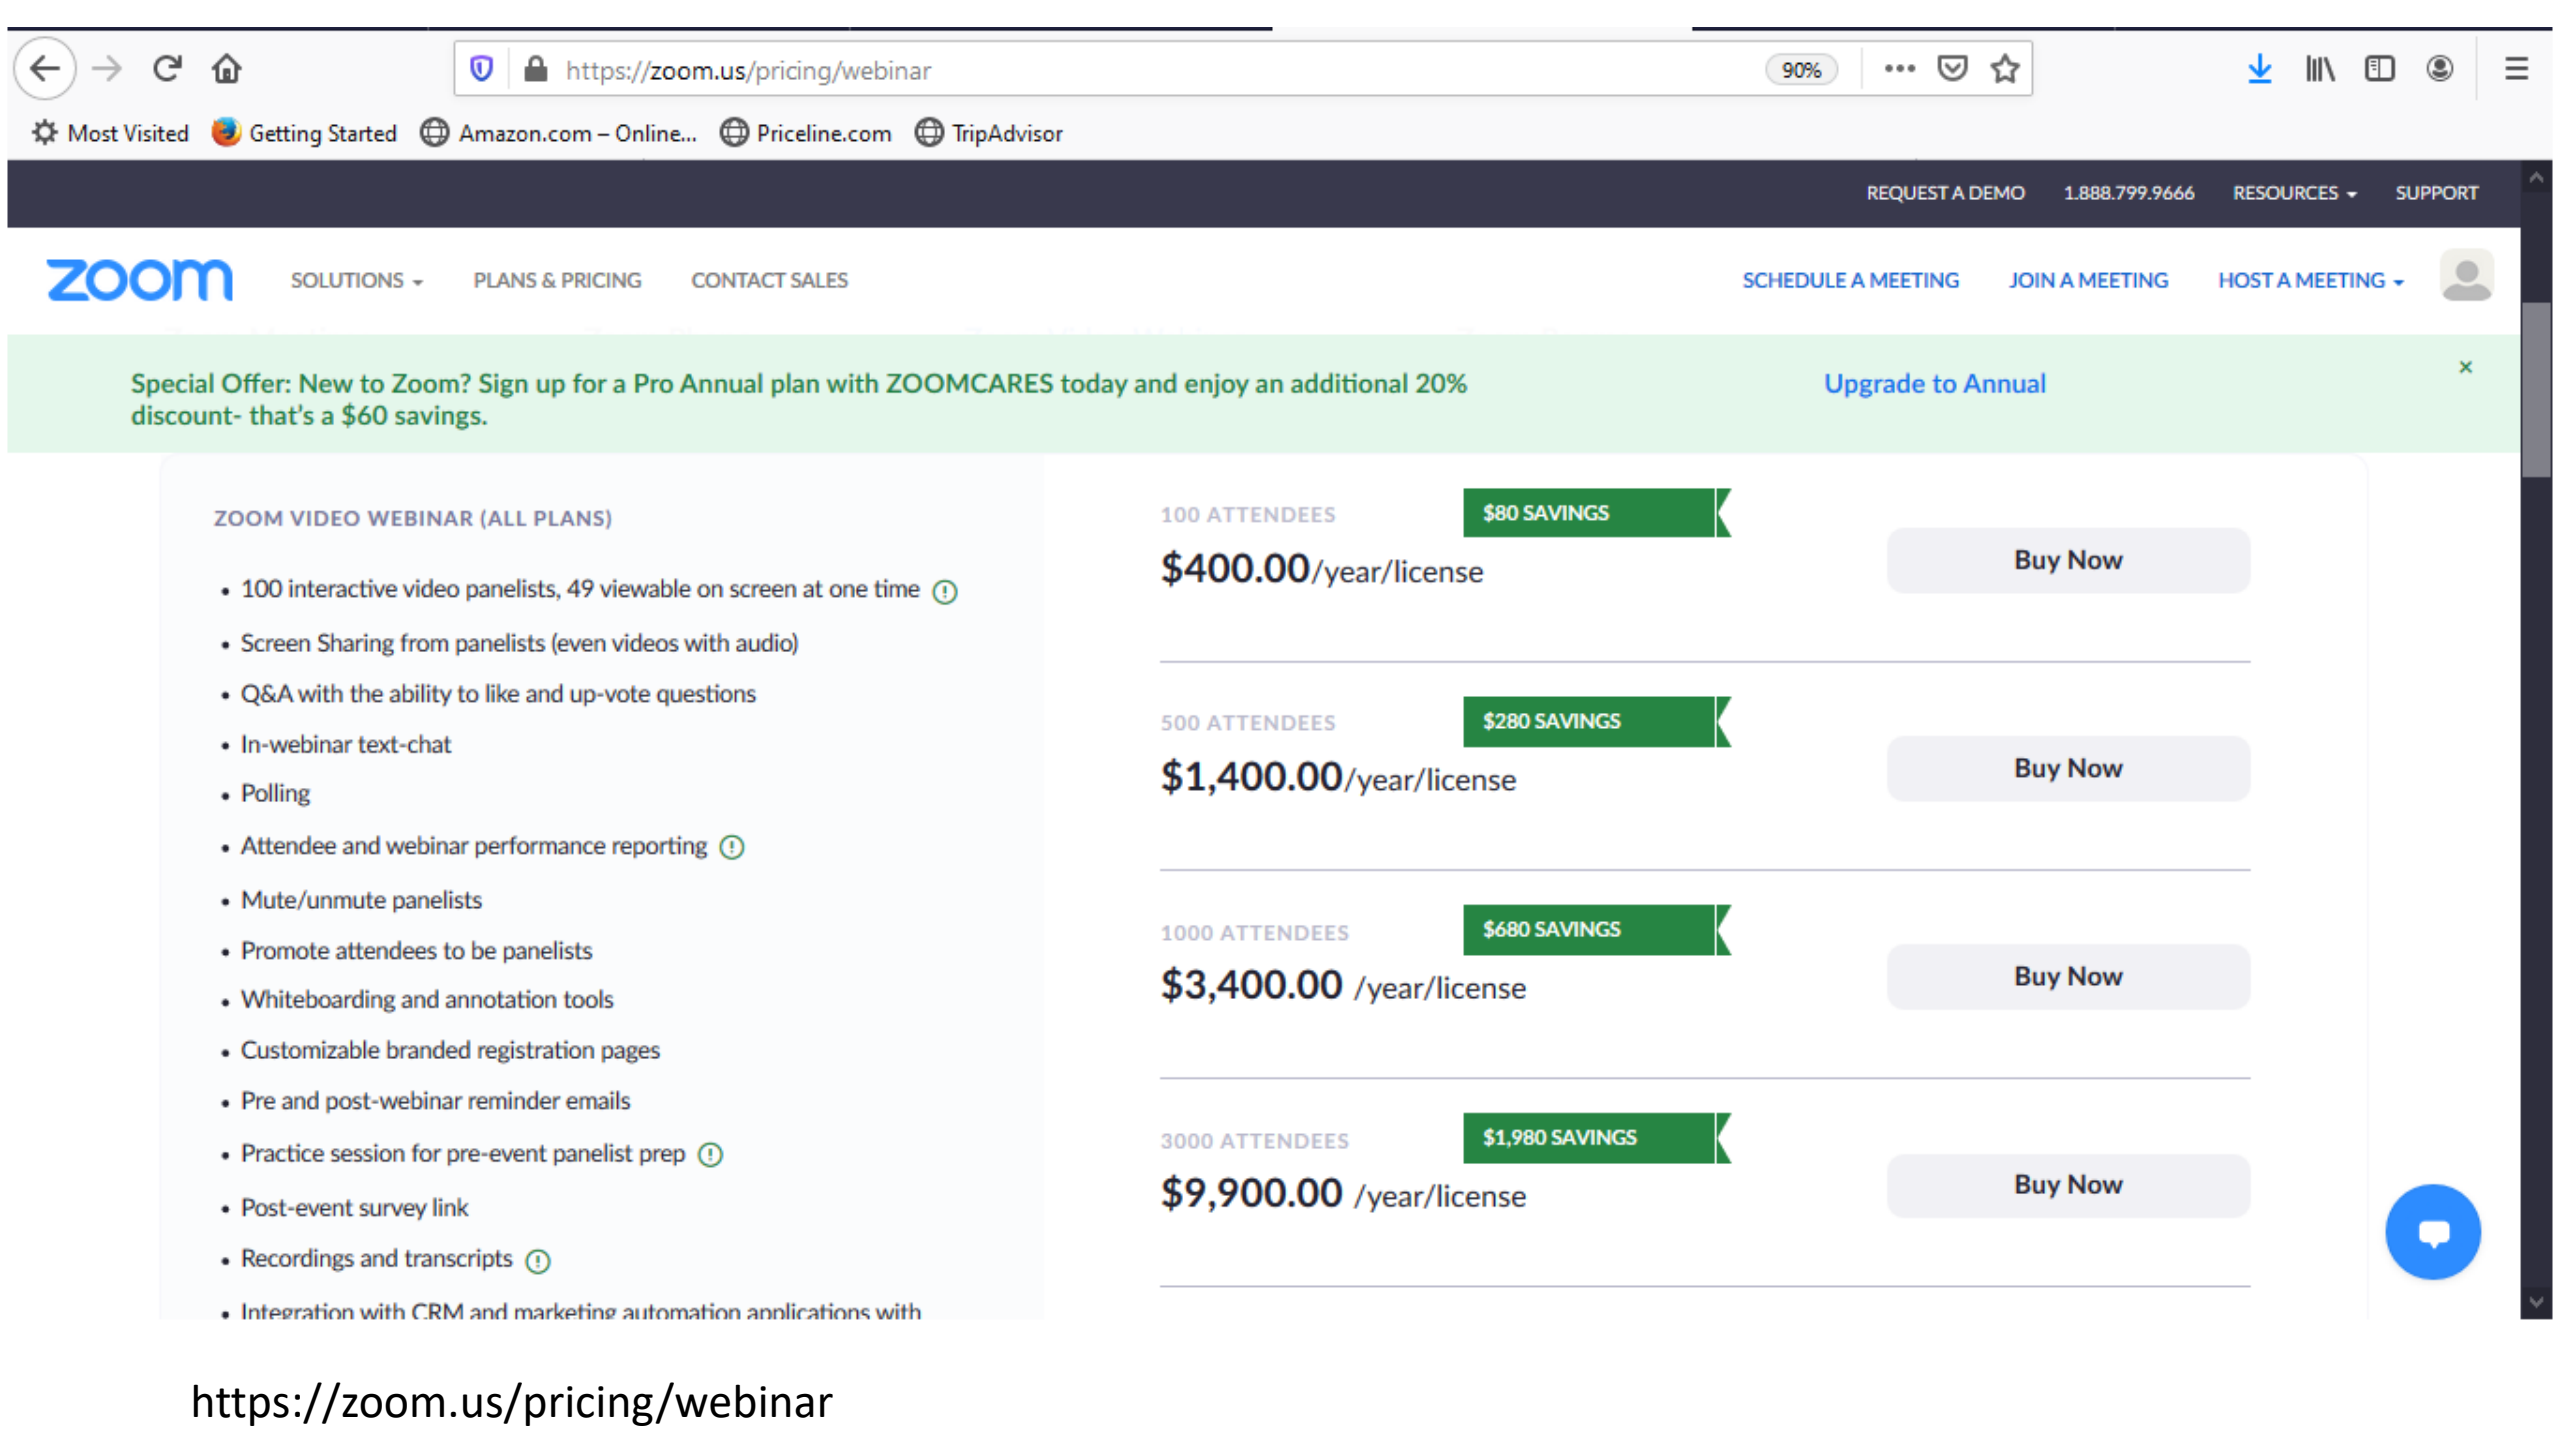 https://zoom.us/pricing/webinar
90%
Most Visited Getting Started Amazon.com – Online... Priceline.com TripAdvisor
REQUEST A DEMO 1.888.799.9666 RESOURCES SUPPORT
zoom SOLUTIONS PLANS & PRICING CONTACT SALES SCHEDULE A MEETING JOIN A MEETING HOST A MEETING
Special Offer: New to Zoom? Sign up for a Pro Annual plan with ZOOMCARES today and enjoy an additional 20%
discount- that's a $60 savings.
Upgrade to Annual
×
ZOOM VIDEO WEBINAR (ALL PLANS)
• 100 interactive video panelists, 49 viewable on screen at one time
• Screen Sharing from panelists (even videos with audio)
• Q&A with the ability to like and up-vote questions
• In-webinar text-chat
• Polling
• Attendee and webinar performance reporting
• Mute/unmute panelists
• Promote attendees to be panelists
• Whiteboarding and annotation tools
• Customizable branded registration pages
• Pre and post-webinar reminder emails
• Practice session for pre-event panelist prep
• Post-event survey link
• Recordings and transcripts
• Integration with CRM and marketing automation applications with
100 ATTENDEES $80 SAVINGS
$400.00/year/license
Buy Now
500 ATTENDEES $280 SAVINGS
$1,400.00/year/license
Buy Now
1000 ATTENDEES $680 SAVINGS
$3,400.00 /year/license
Buy Now
3000 ATTENDEES $1,980 SAVINGS
$9,900.00 /year/license
Buy Now
https://zoom.us/pricing/webinar